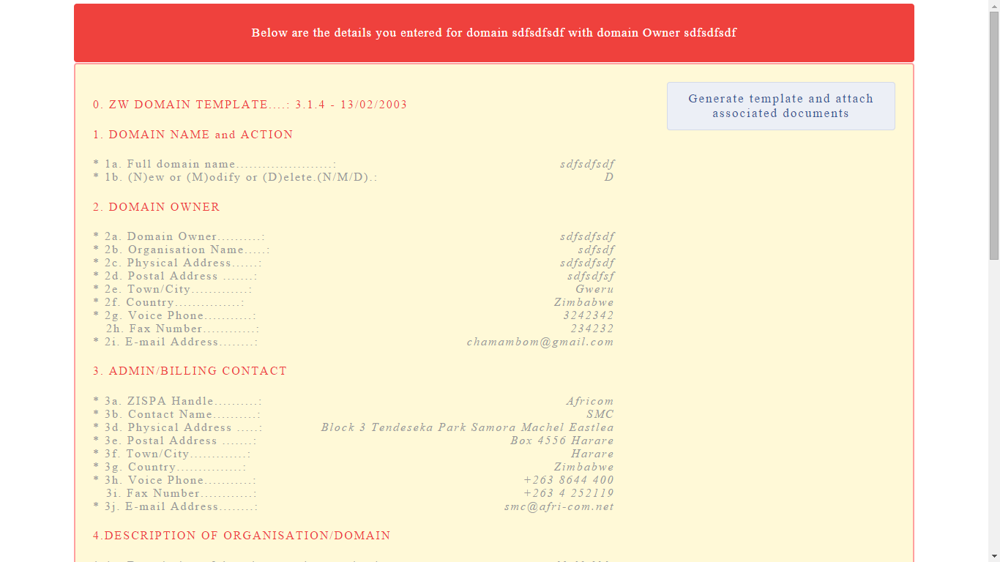 Below are the details you entered for domain sdfsdfsdf with domain Owner sdfsdfsdf
Generate template and attach
associated documents
0. ZW DOMAIN TEMPLATE....: 3.1.4 - 13/02/2003
1. DOMAIN NAME and ACTION
* 1a. Full domain name......................: sdfsdfsdf
* 1b. (N)ew or (M)odify or (D)elete.(N/M/D).: D
2. DOMAIN OWNER
* 2a. Domain Owner..........: sdfsdfsdf
* 2b. Organisation Name.....: sdfsdf
* 2c. Physical Address......: sdfsdfsdf
* 2d. Postal Address .......: sdfsdfsf
* 2e. Town/City.............: Gweru
* 2f. Country...............: Zimbabwe
* 2g. Voice Phone...........: 3242342
2h. Fax Number............: 234232
* 2i. E-mail Address........: chamambom@gmail.com
3. ADMIN/BILLING CONTACT
* 3a. ZISPA Handle..........: Africom
* 3b. Contact Name..........: SMC
* 3d. Physical Address .....: Block 3 Tendeseka Park Samora Machel Eastlea
* 3e. Postal Address .......: Box 4556 Harare
* 3f. Town/City.............: Harare
* 3g. Country...............: Zimbabwe
* 3h. Voice Phone...........: +263 8644 400
3i. Fax Number............: +263 4 252119
* 3j. E-mail Address........: smc@afri-com.net
4.DESCRIPTION OF ORGANISATION/DOMAIN